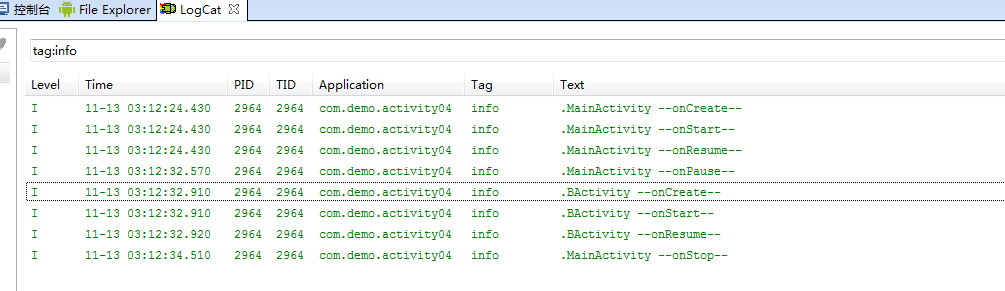 控制台 File Explorer LogCat
tag:info
Level Time PID TID Application Tag Text
I 11-13 03:12:24.430 2964 2964 com.demo.activity04 info .MainActivity --onCreate--
I 11-13 03:12:24.430 2964 2964 com.demo.activity04 info .MainActivity --onStart--
I 11-13 03:12:24.430 2964 2964 com.demo.activity04 info .MainActivity --onResume--
I 11-13 03:12:32.570 2964 2964 com.demo.activity04 info .MainActivity --onPause--
I 11-13 03:12:32.910 2964 2964 com.demo.activity04 info .BActivity --onCreate--
I 11-13 03:12:32.910 2964 2964 com.demo.activity04 info .BActivity --onStart--
I 11-13 03:12:32.920 2964 2964 com.demo.activity04 info .BActivity --onResume--
I 11-13 03:12:34.510 2964 2964 com.demo.activity04 info .MainActivity --onStop--